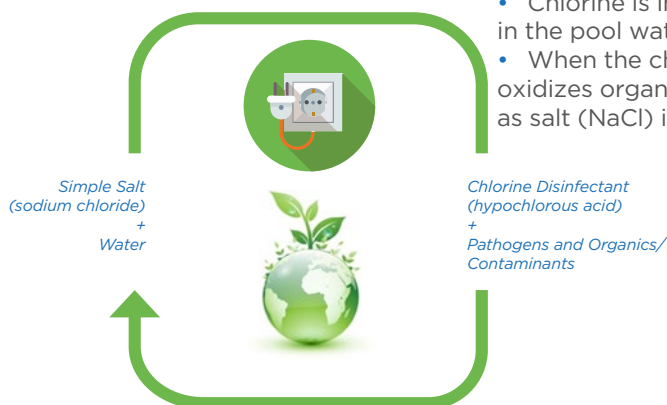 • Chlorine is i
in the pool wat
• When the ch
oxidizes organ
as salt (NaCl) i
Simple Salt
(sodium chloride)
+
Water
Chlorine Disinfectant
(hypochlorous acid)
+
Pathogens and Organics/
Contaminants